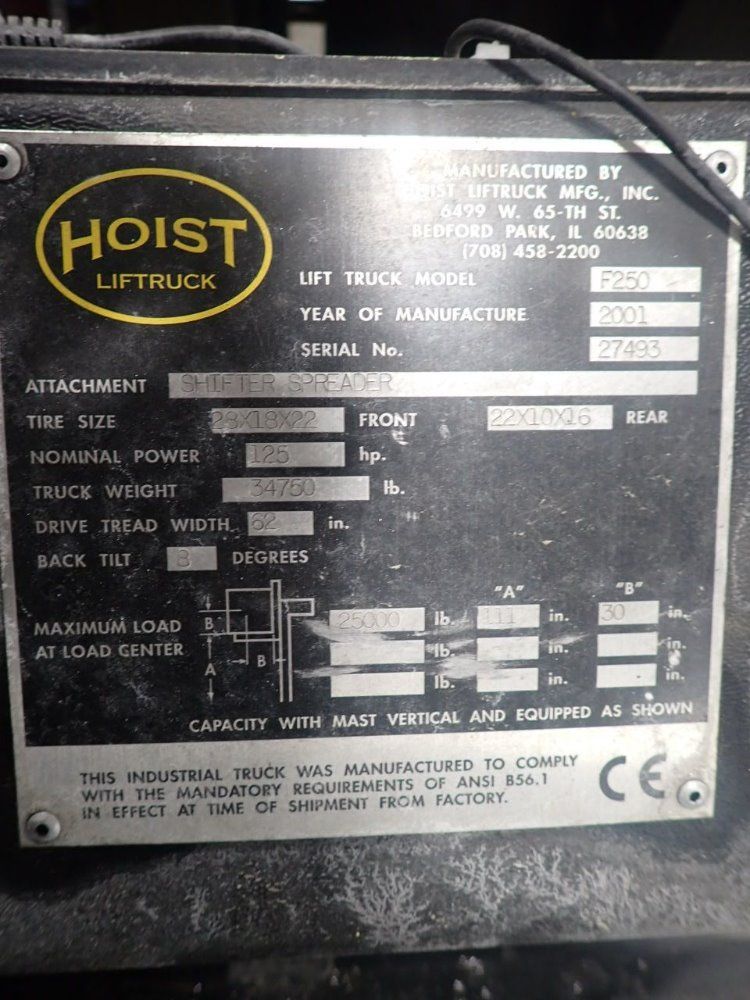 HOIST
LIFTRUCK
MANUFACTURED BY
HOIST LIFTRUCK MFG., INC.
6499 W. 65-TH ST.
BEDFORD PARK, IL 60638
(708) 458-2200
LIFT TRUCK MODEL F250
YEAR OF MANUFACTURE 2001
SERIAL No. 27493
ATTACHMENT SHIFTER SPREADER
TIRE SIZE 28X18X22 FRONT 22X10X16 REAR
NOMINAL POWER 125 hp.
TRUCK WEIGHT 34750 lb.
DRIVE TREAD WIDTH 62 in.
BACK TILT 8 DEGREES
"A" "B"
MAXIMUM LOAD B 25000 lb. 111 in. 30 in.
AT LOAD CENTER A B lb. in. in.
lb. in. in.
CAPACITY WITH MAST VERTICAL AND EQUIPPED AS SHOWN
THIS INDUSTRIAL TRUCK WAS MANUFACTURED TO COMPLY
WITH THE MANDATORY REQUIREMENTS OF ANSI B56.1
IN EFFECT AT TIME OF SHIPMENT FROM FACTORY.
CE